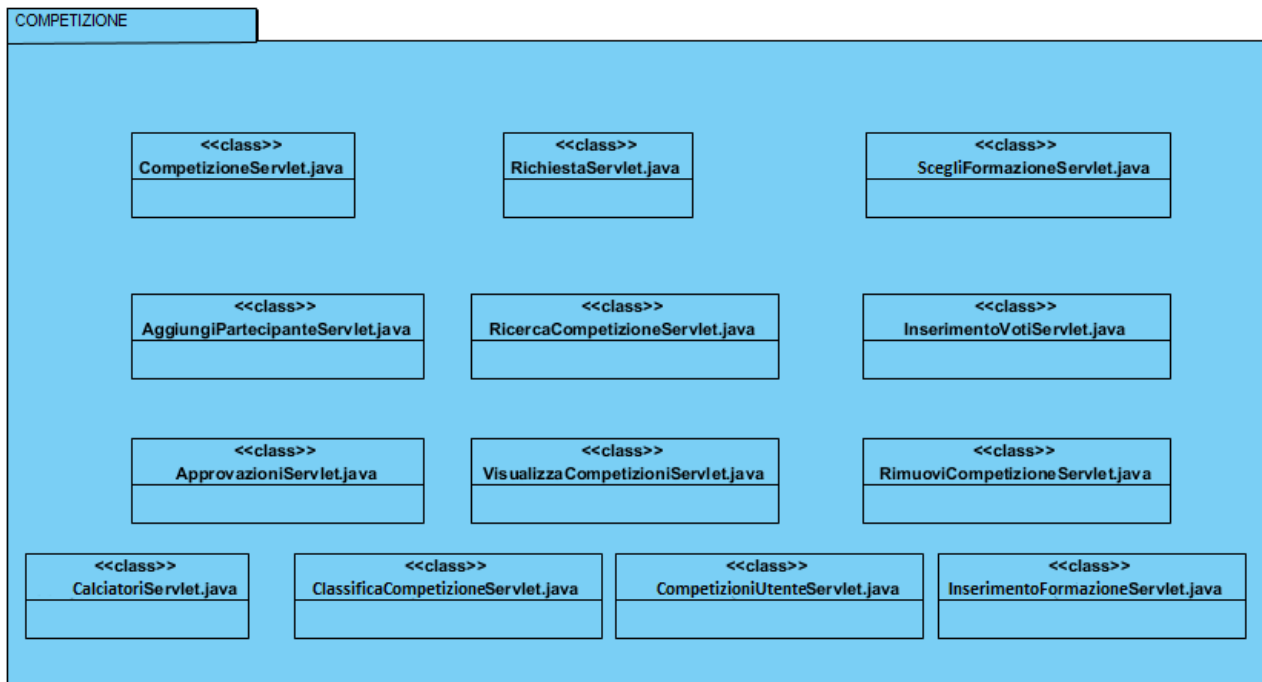 COMPETIZIONE
<<class>>
CompetizioneServlet.java
<<class>>
RichiestaServlet.java
<<class>>
ScegliFormazioneServlet.java
<<class>>
AggiungiPartecipanteServlet.java
<<class>>
RicercaCompetizioneServlet.java
<<class>>
InserimentoVotiServlet.java
<<class>>
ApprovazioniServlet.java
<<class>>
VisualizzaCompetizioniServlet.java
<<class>>
RimuoviCompetizioneServlet.java
<<class>>
CalciatoriServlet.java
<<class>>
ClassificaCompetizioneServlet.java
<<class>>
CompetizioniUtenteServlet.java
<<class>>
InserimentoFormazioneServlet.java